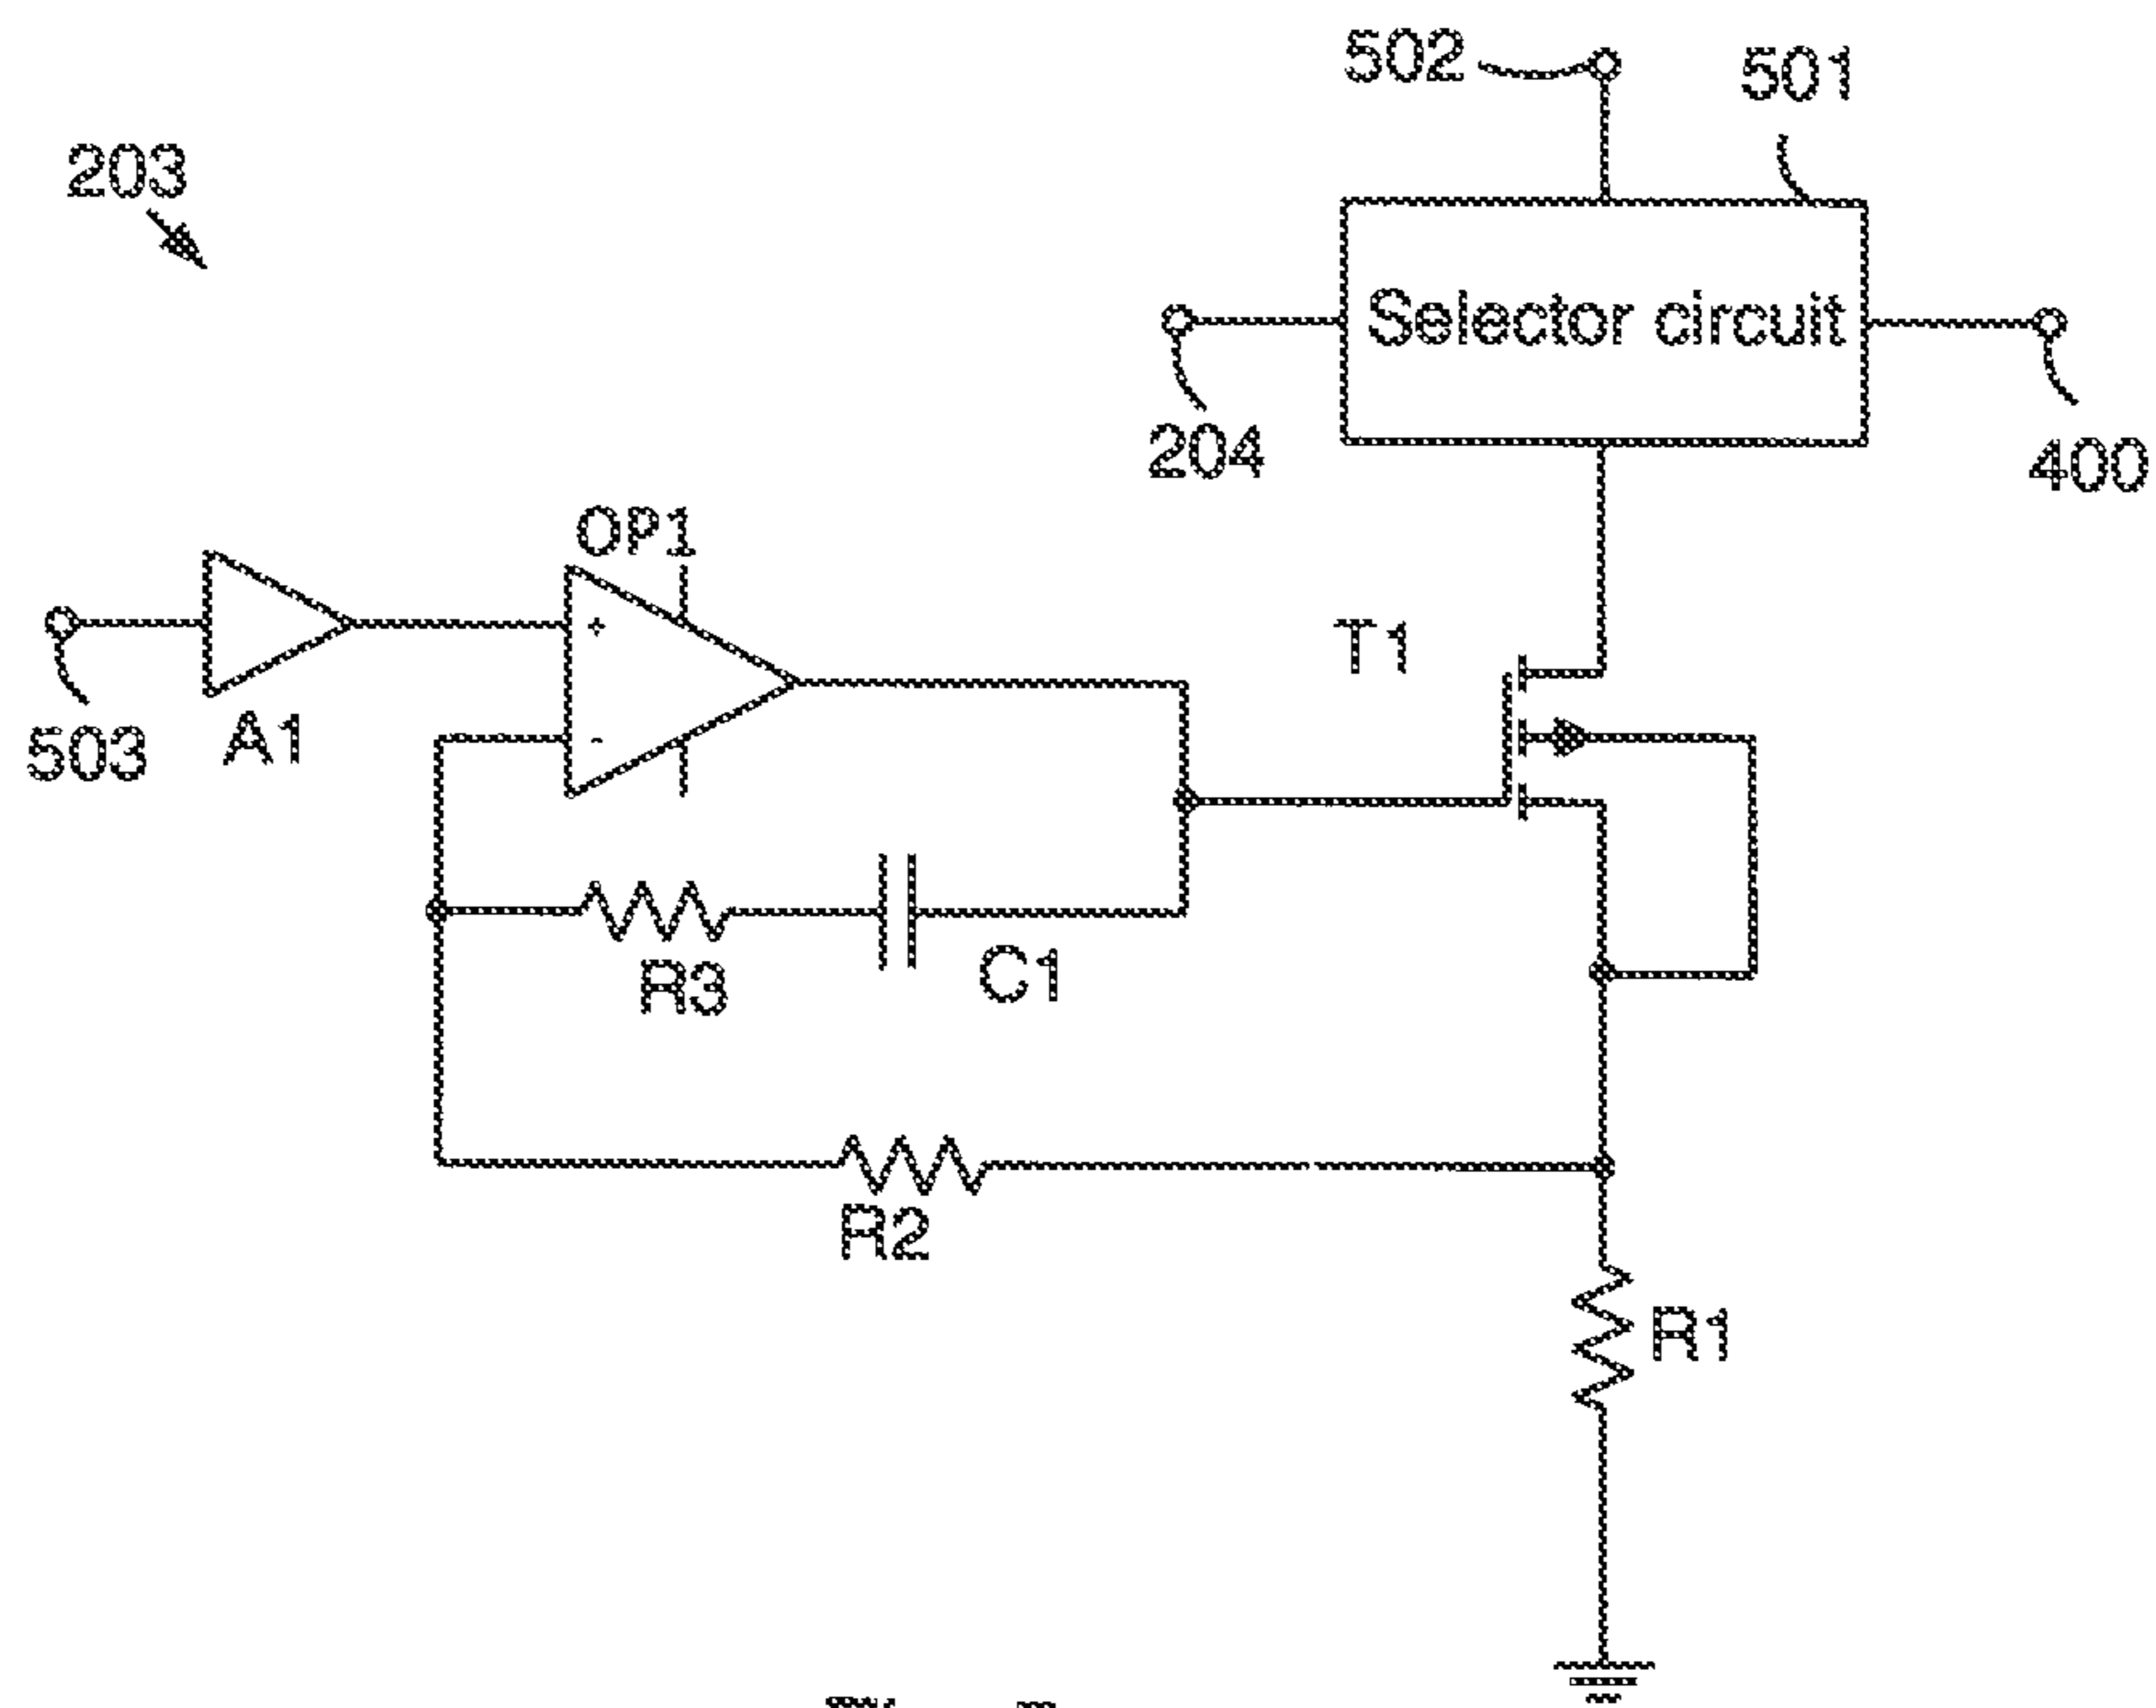 502
501
203
Selector circuit
204
400
OP1
+
T1
503
A1
-
R3
C1
R2
R1